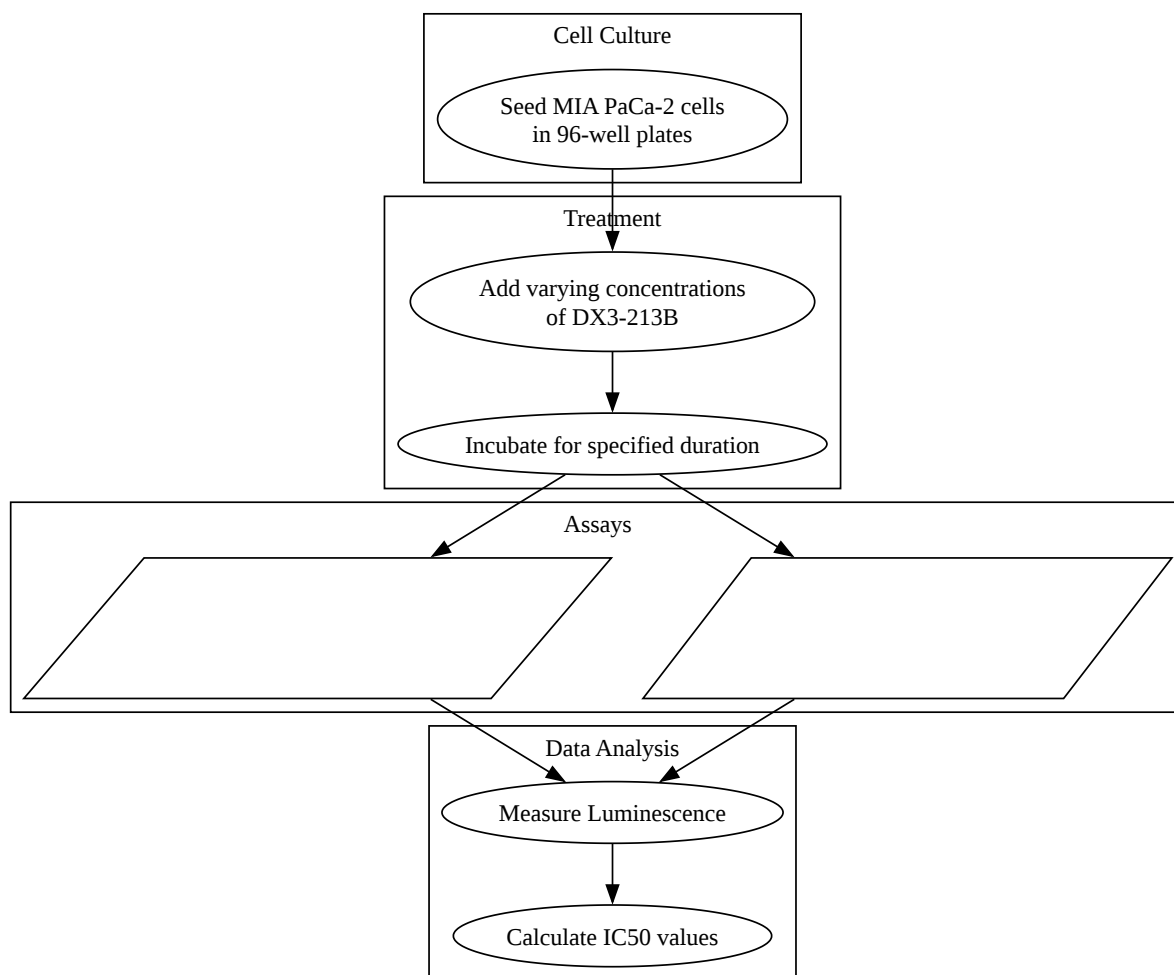 Cell Culture
Seed MIA PaCa-2 cells
in 96-well plates
Treatment
Add varying concentrations
of DX3-213B
Incubate for specified duration
Assays
Data Analysis
Measure Luminescence
Calculate IC50 values